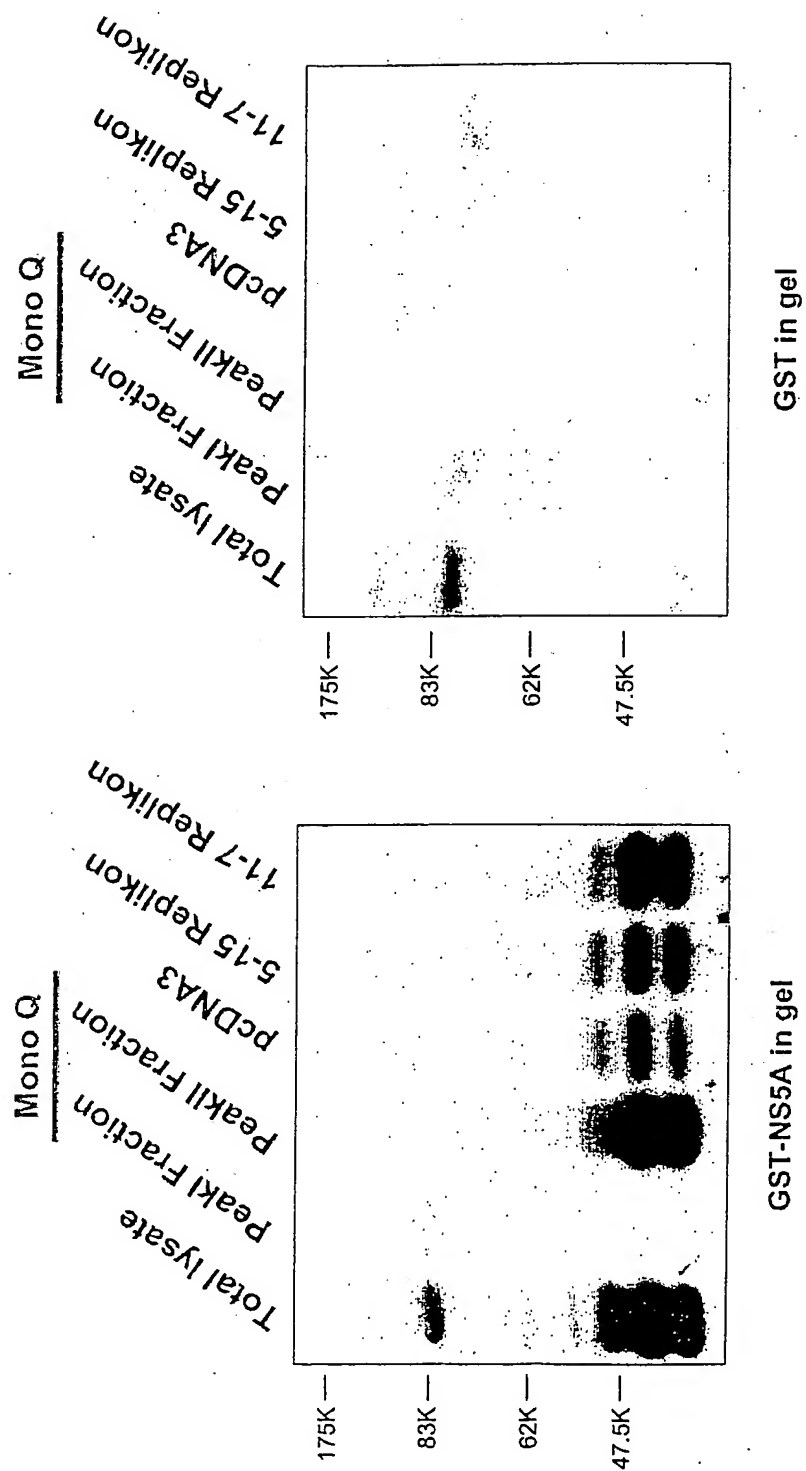 Mono Q
Total lysate
PeakI Fraction
PeakII Fraction
pcDNA3
5-15 Replikon
11-7 Replikon
175K
83K
62K
47.5K
GST-NS5A in gel
Mono Q
Total lysate
PeakI Fraction
PeakII Fraction
pcDNA3
5-15 Replikon
11-7 Replikon
175K
83K
62K
47.5K
GST in gel